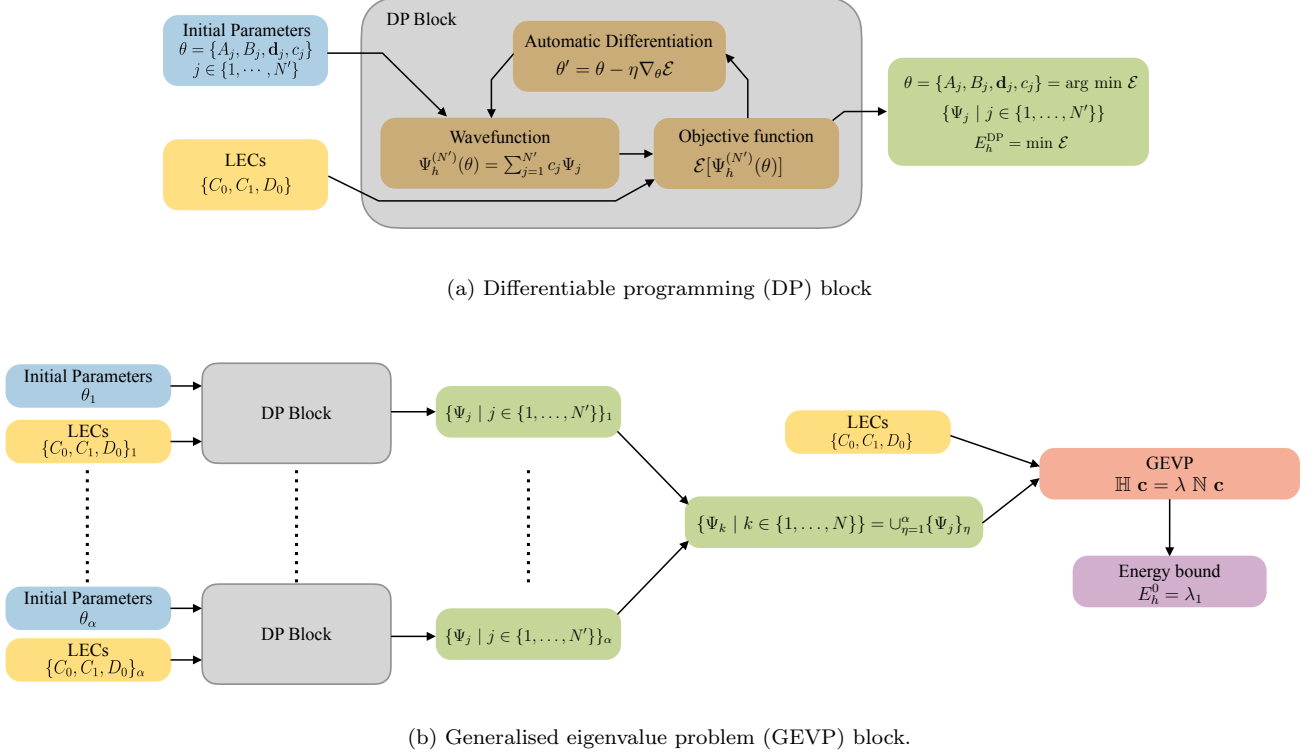 DP Block
Initial Parameters
θ = {A_j, B_j, **d**_j, c_j}
j ∈ {1, ⋯ , N′}
Automatic Differentiation
θ′ = θ − η∇_θ ℰ
Wavefunction
Ψ_h^{(N′)}(θ) = ∑_{j=1}^{N′} c_j Ψ_j
Objective function
ℰ[Ψ_h^{(N′)}(θ)]
LECs
{C_0, C_1, D_0}
θ = {A_j, B_j, **d**_j, c_j} = arg min ℰ
{Ψ_j | j ∈ {1, . . . , N′}}
E_h^{DP} = min ℰ
(a) Differentiable programming (DP) block
Initial Parameters
θ_1
LECs
{C_0, C_1, D_0}_1
DP Block
{Ψ_j | j ∈ {1, . . . , N′}}_1
Initial Parameters
θ_α
LECs
{C_0, C_1, D_0}_α
DP Block
{Ψ_j | j ∈ {1, . . . , N′}}_α
{Ψ_k | k ∈ {1, . . . , N}} = ∪_{η=1}^{α} {Ψ_j}_η
LECs
{C_0, C_1, D_0}
GEVP
ℍ **c** = λ ℕ **c**
Energy bound
E_h^0 = λ_1
(b) Generalised eigenvalue problem (GEVP) block.